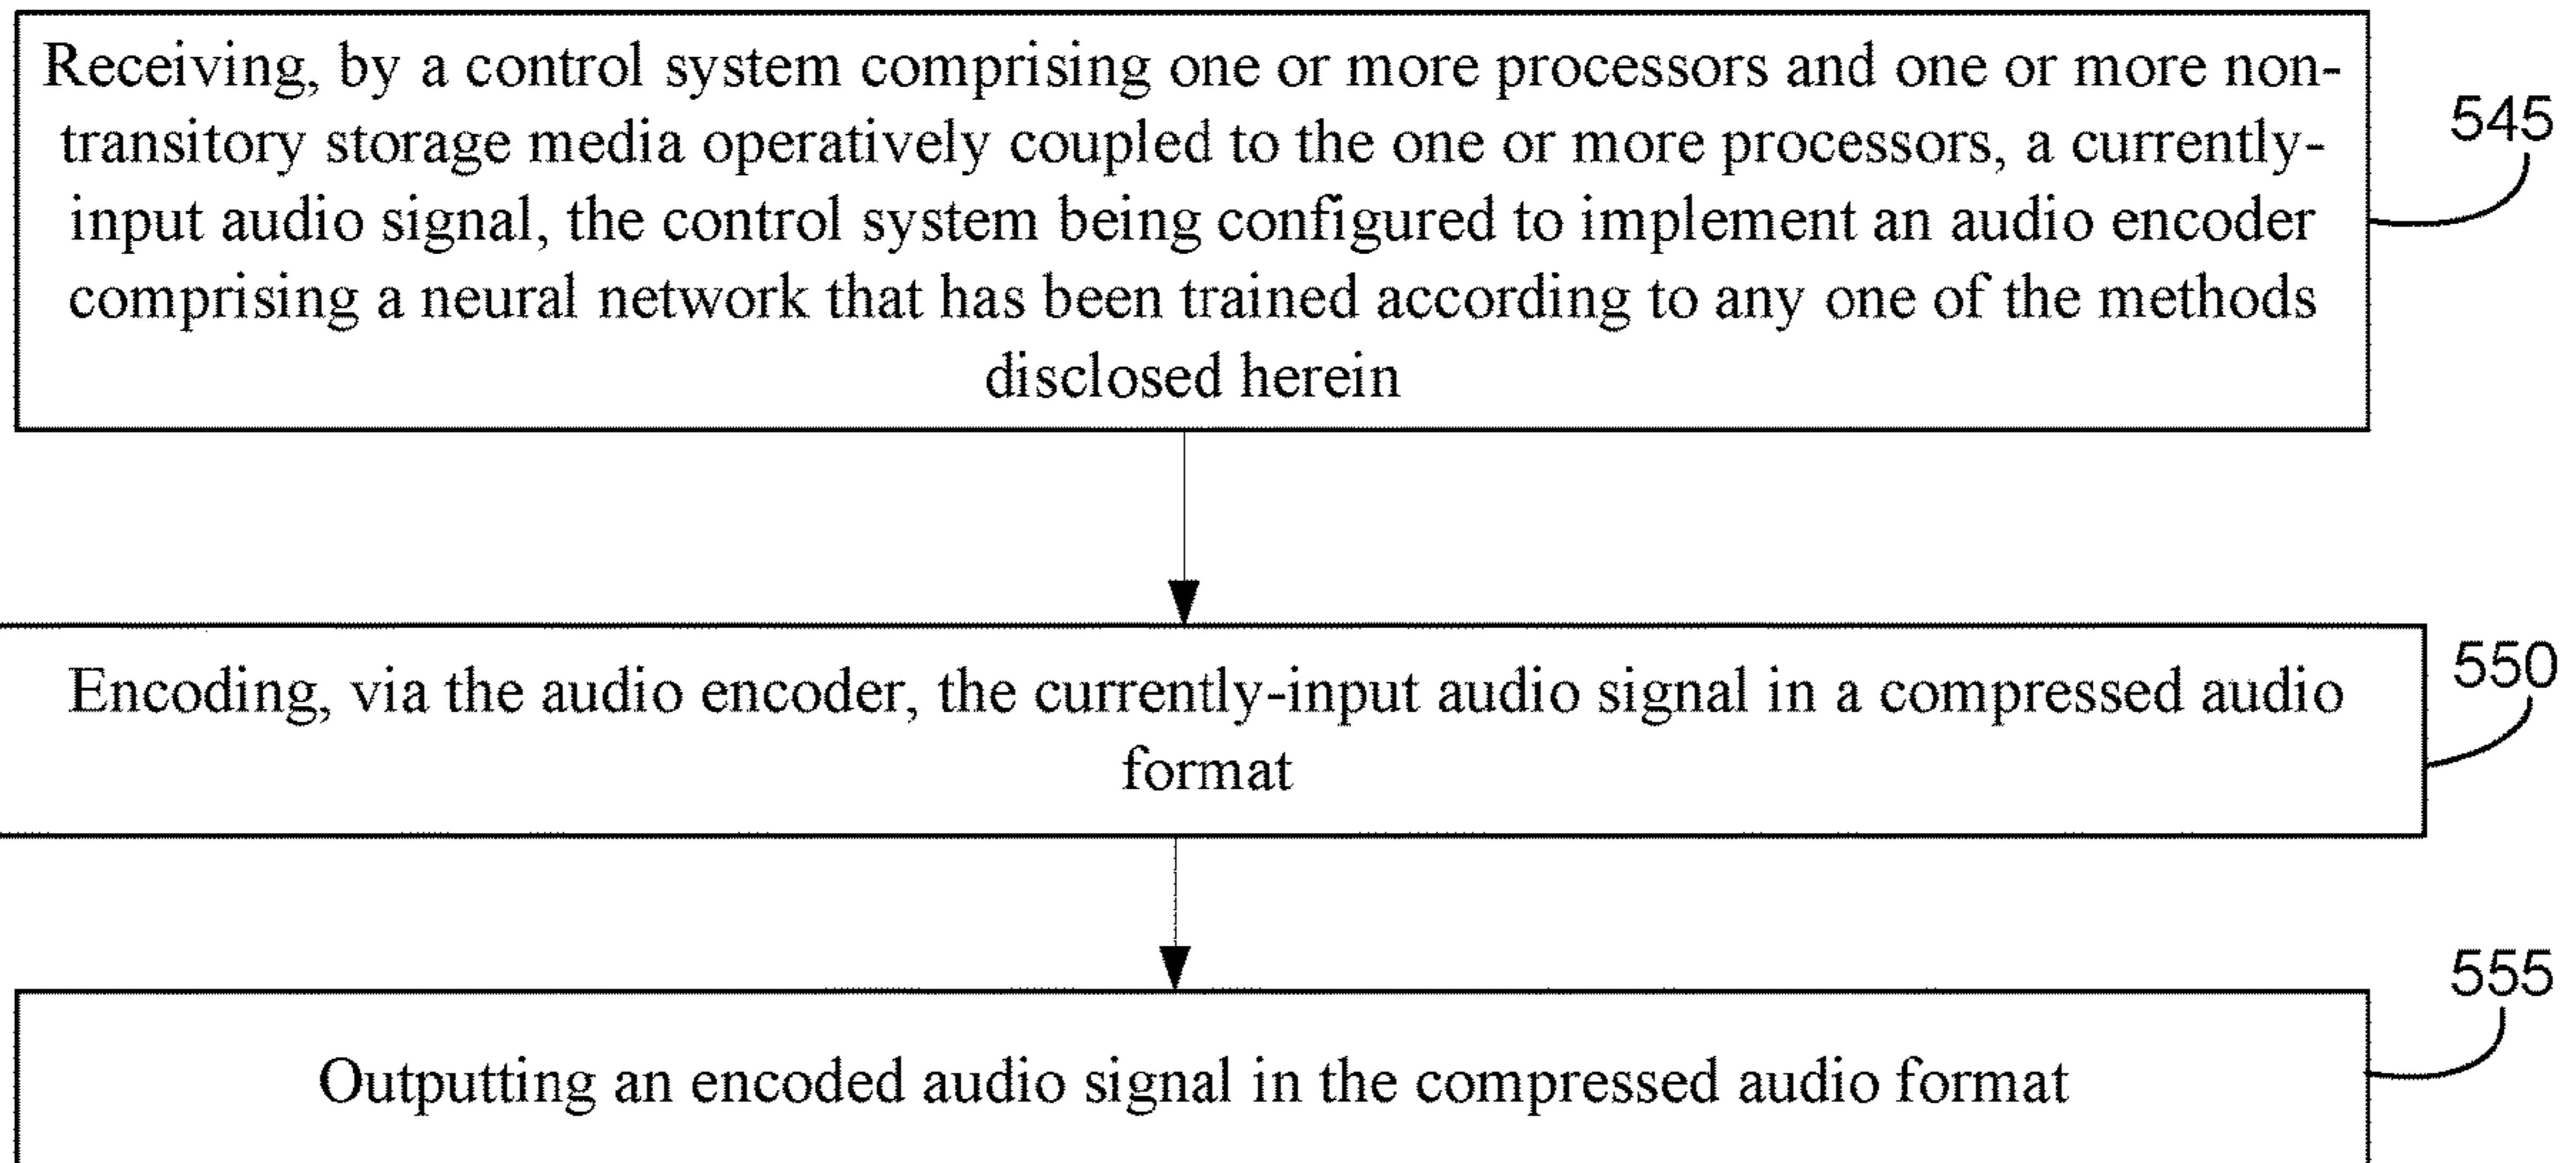 Receiving, by a control system comprising one or more processors and one or more non-
transitory storage media operatively coupled to the one or more processors, a currently-
input audio signal, the control system being configured to implement an audio encoder
comprising a neural network that has been trained according to any one of the methods
disclosed herein
545
Encoding, via the audio encoder, the currently-input audio signal in a compressed audio
format
550
Outputting an encoded audio signal in the compressed audio format
555